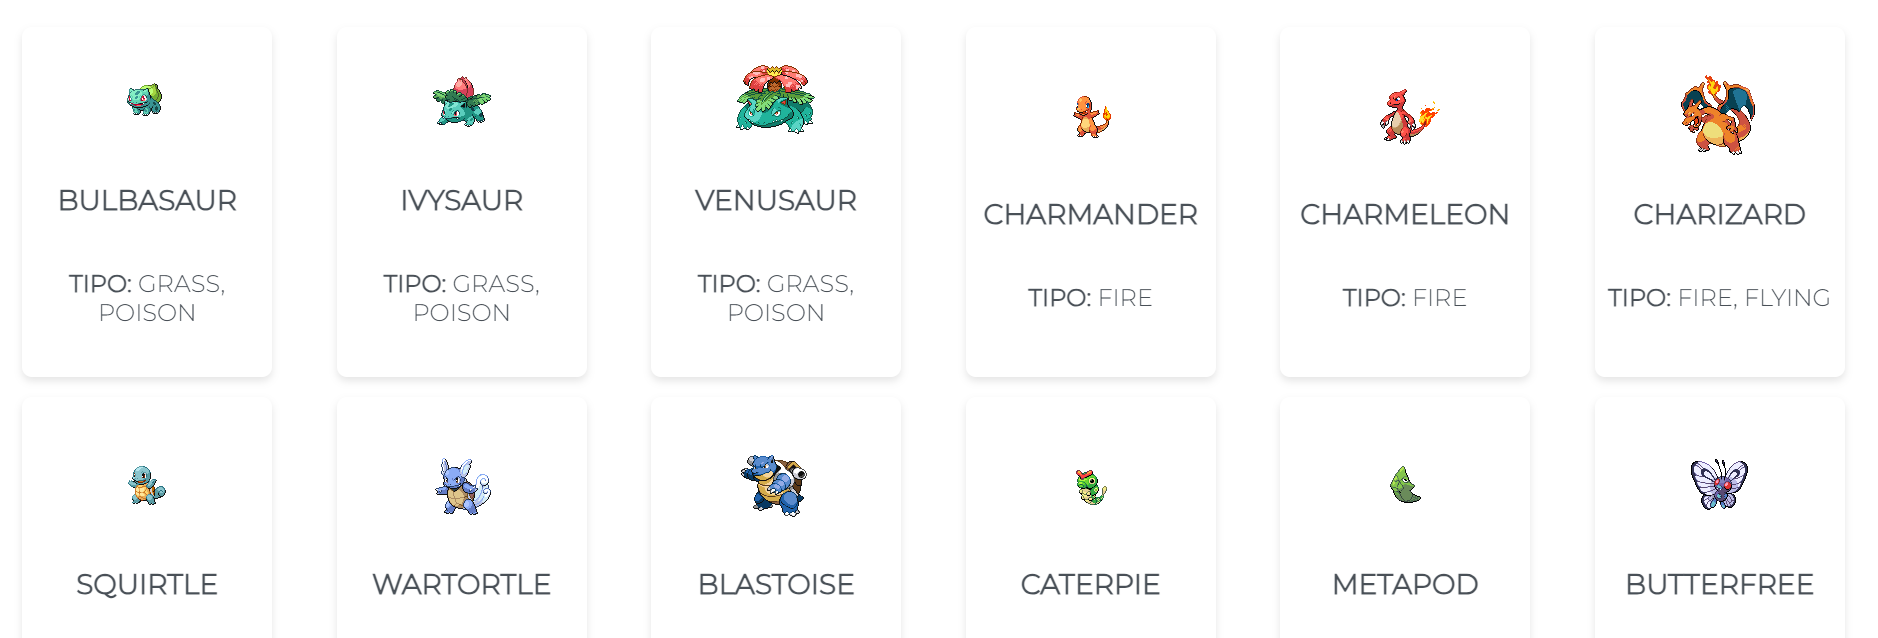 BULBASAUR
TIPO: GRASS,
POISON
IVYSAUR
TIPO: GRASS,
POISON
VENUSAUR
TIPO: GRASS,
POISON
CHARMANDER
TIPO: FIRE
CHARMELEON
TIPO: FIRE
CHARIZARD
TIPO: FIRE, FLYING
SQUIRTLE
WARTORTLE
BLASTOISE
CATERPIE
METAPOD
BUTTERFREE